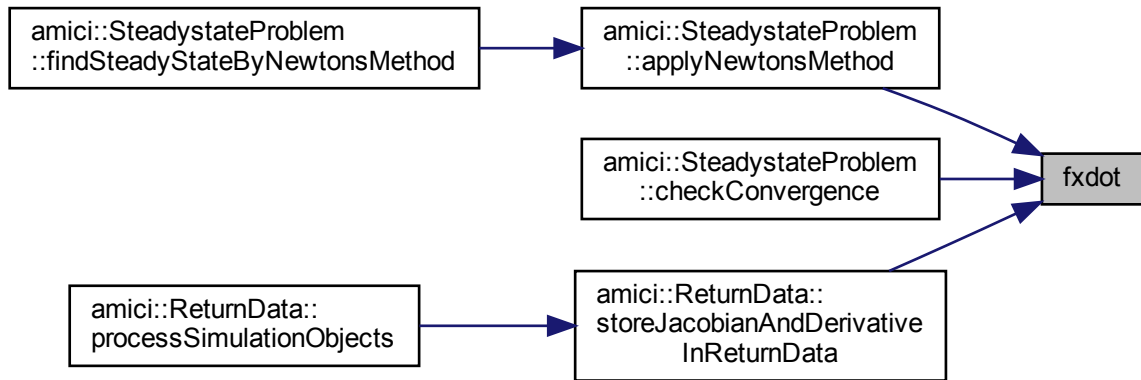 amici::SteadystateProblem
::findSteadyStateByNewtonsMethod
amici::SteadystateProblem
::applyNewtonsMethod
amici::SteadystateProblem
::checkConvergence
fxdot
amici::ReturnData::
processSimulationObjects
amici::ReturnData::
storeJacobianAndDerivative
InReturnData